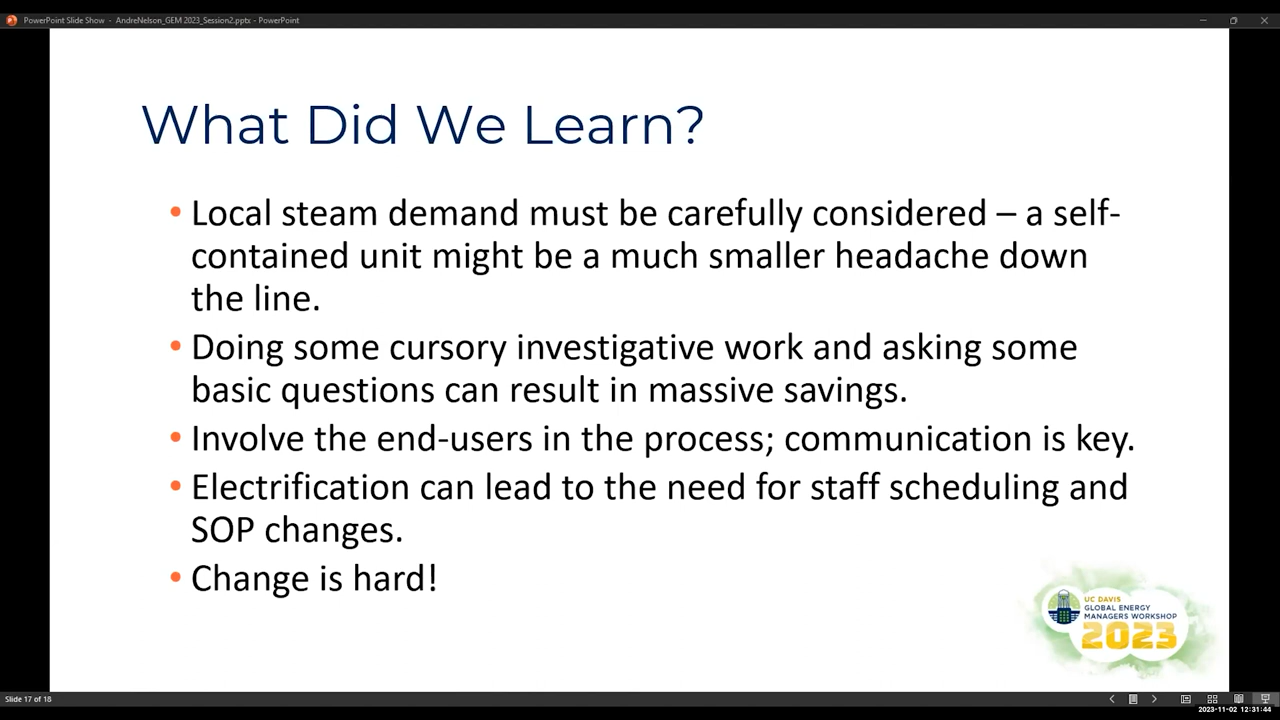 PowerPoint Slide Show - AndreNelson_GEM 2023_Session2.pptx - PowerPoint
What Did We Learn?
• Local steam demand must be carefully considered – a self-
contained unit might be a much smaller headache down
the line.
• Doing some cursory investigative work and asking some
basic questions can result in massive savings.
• Involve the end-users in the process; communication is key.
• Electrification can lead to the need for staff scheduling and
SOP changes.
• Change is hard!
UC DAVIS
GLOBAL ENERGY
MANAGERS WORKSHOP
2023
Slide 17 of 18
2023-11-02 12:31:44